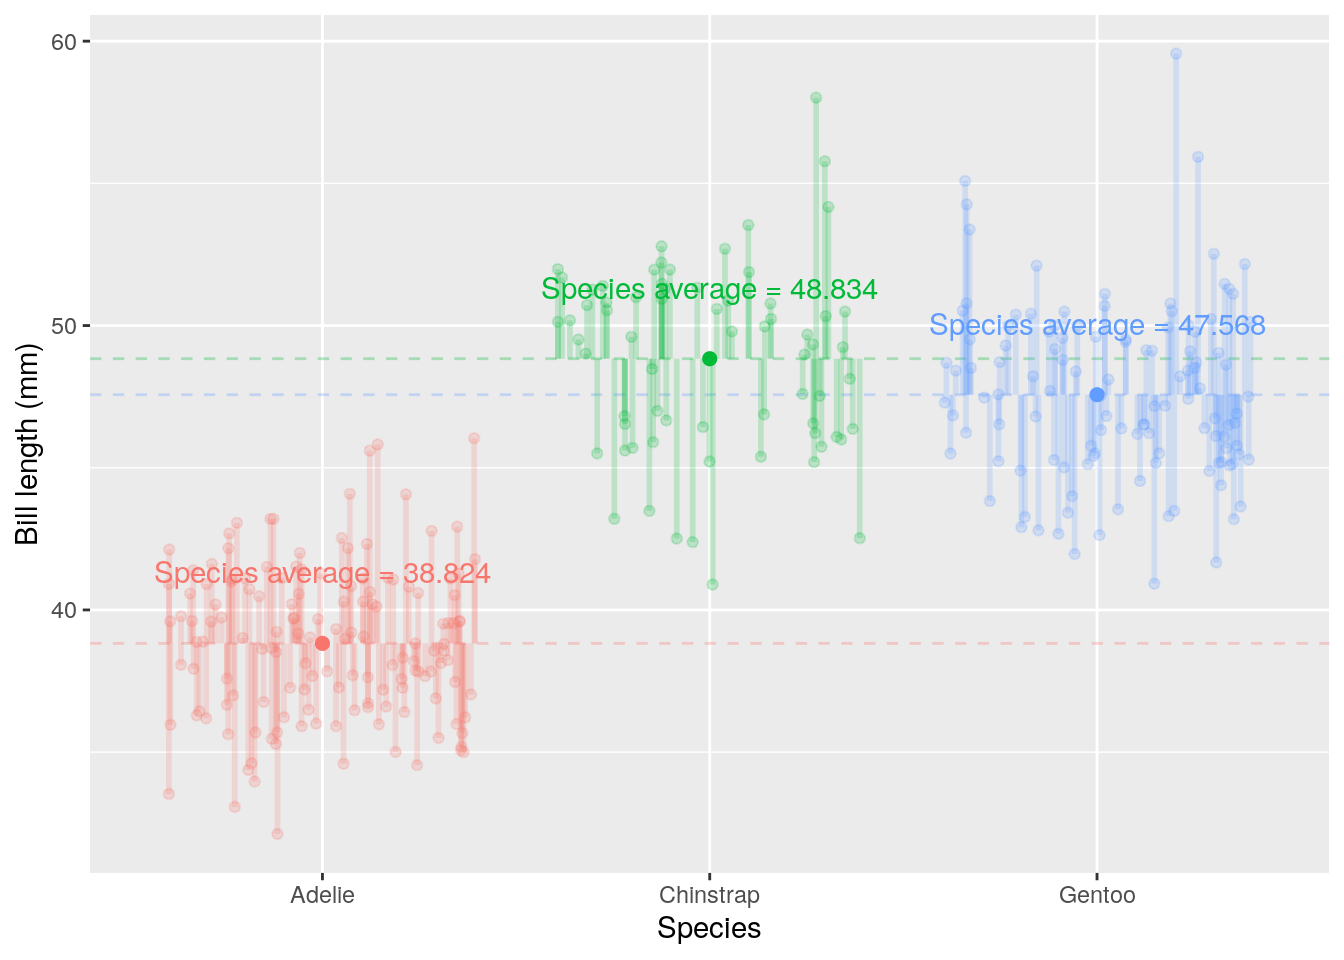 60
50
40
Bill length (mm)
Species average = 48.834
Species average = 47.568
Species average = 38.824
Adelie
Chinstrap
Gentoo
Species